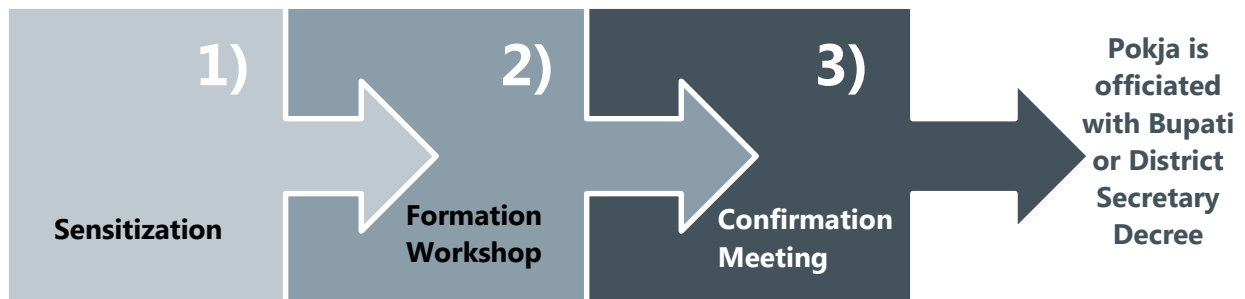 1)
Sensitization
2)
Formation
Workshop
3)
Confirmation
Meeting
Pokja is
officiated
with Bupati
or District
Secretary
Decree